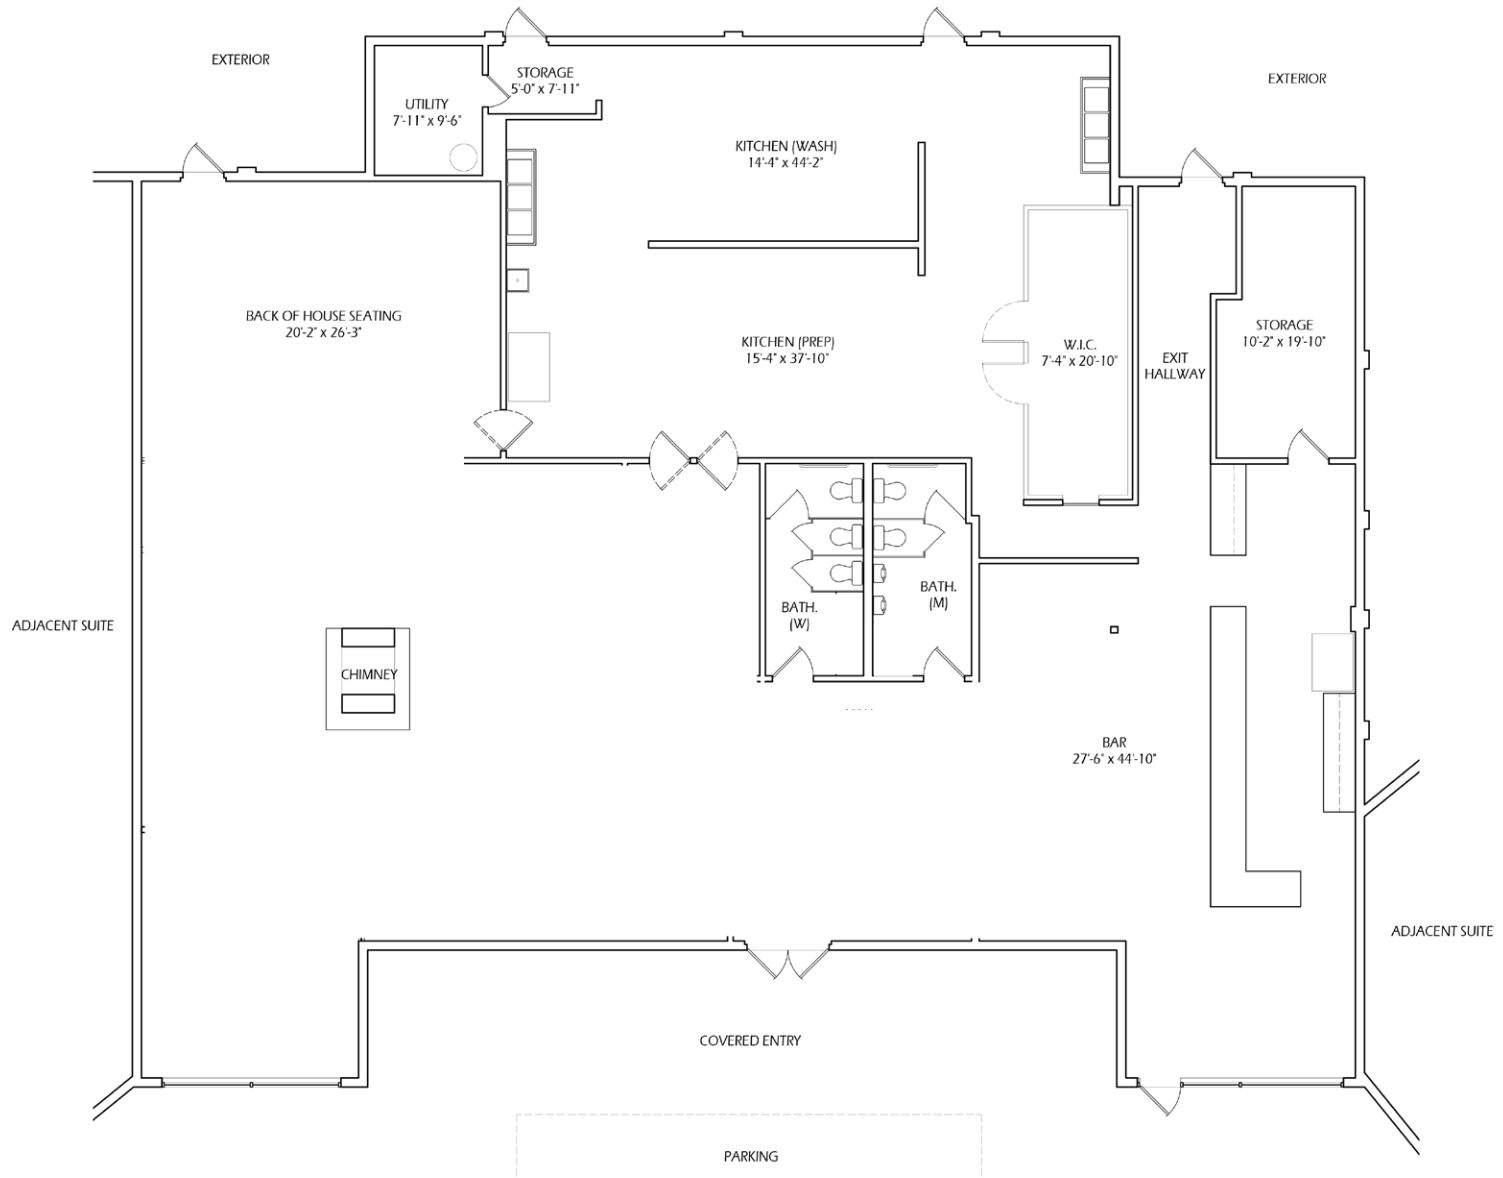 EXTERIOR
STORAGE
5'-0" x 7'-11"
EXTERIOR
UTILITY
7'-11" x 9'-6"
KITCHEN (WASH)
14'-4" x 44'-2"
BACK OF HOUSE SEATING
20'-2" x 26'-3"
STORAGE
10'-2" x 19'-10"
KITCHEN (PREP)
15'-4" x 37'-10"
W.I.C.
7'-4" x 20'-10"
EXIT
HALLWAY
BATH.
(M)
BATH.
(W)
ADJACENT SUITE
CHIMNEY
BAR
27'-6" x 44'-10"
ADJACENT SUITE
COVERED ENTRY
PARKING